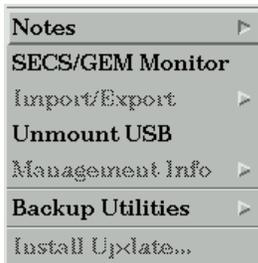 Notes
SECS/GEM Monitor
Import/Export
Unmount USB
Management Info
Backup Utilities
Install Update...